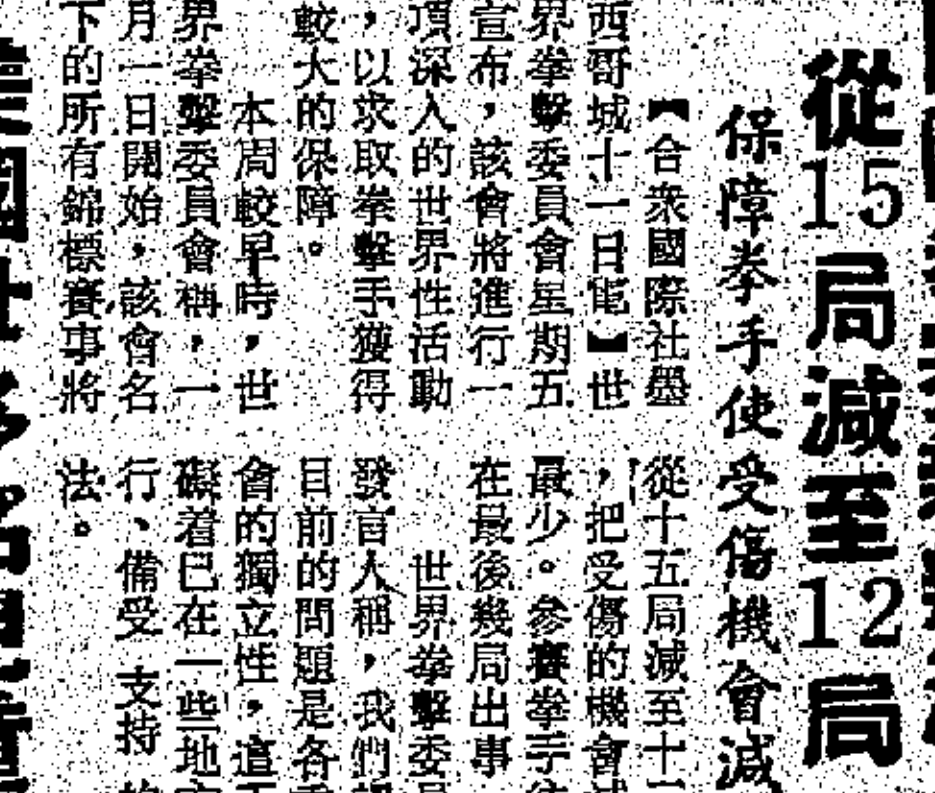 從15局減至12局
保障拳手使受傷機會減
【合衆國際社墨
西哥城十一日電】世
界拳擊委員會星期五
宣布，該會將進行一
項深入的世界性活動
，以求取拳擊手獲得
較大的保障。
本周較早時，世
界拳擊委員會稱，一
月一日開始，該會名
下的所有錦標賽事將
從十五局減至十
，把受傷的機會
最少。參賽拳手
在最後幾局出事
世界拳擊委
發言人稱，我們
目前的問題是各
會的獨立性，這
礙着已在一些地
行、備受支持
法。